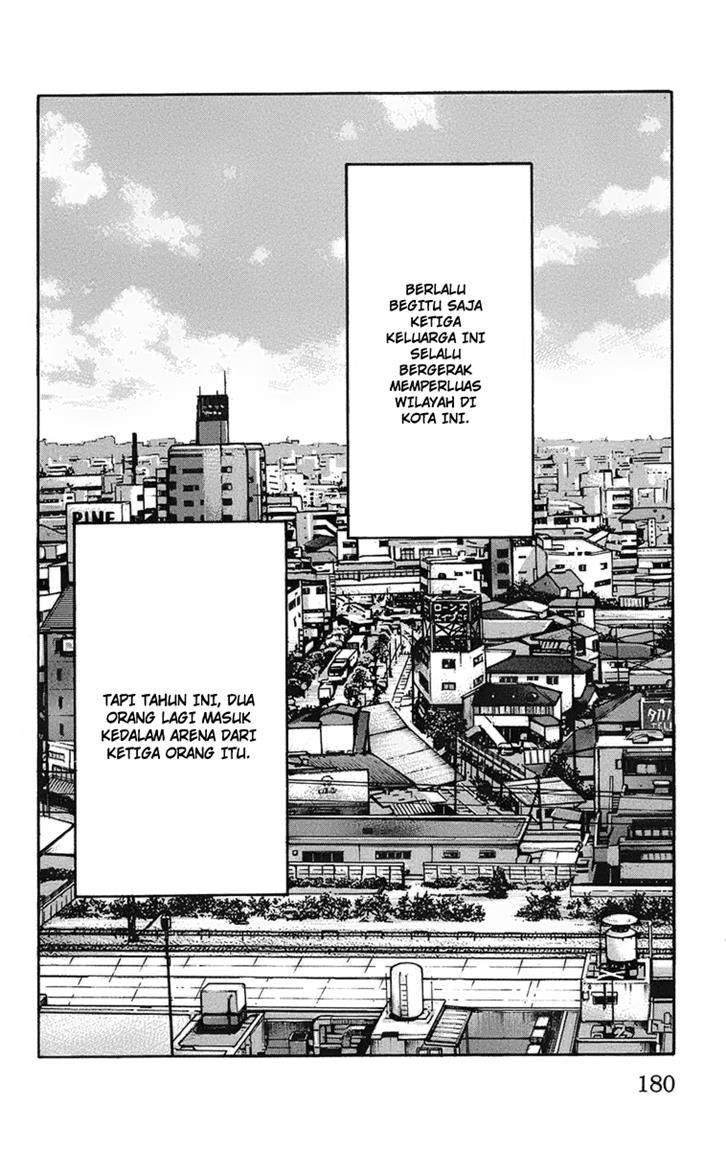 BERLALU
BEGITU SAJA
KETIGA
KELUARGA INI
SELALU
BERGERAK
MEMPERLUAS
WILAYAH DI
KOTA INI.
TAPI TAHUN INI, DUA
ORANG LAGI MASUK
KEDALAM ARENA DARI
KETIGA ORANG ITU.
180